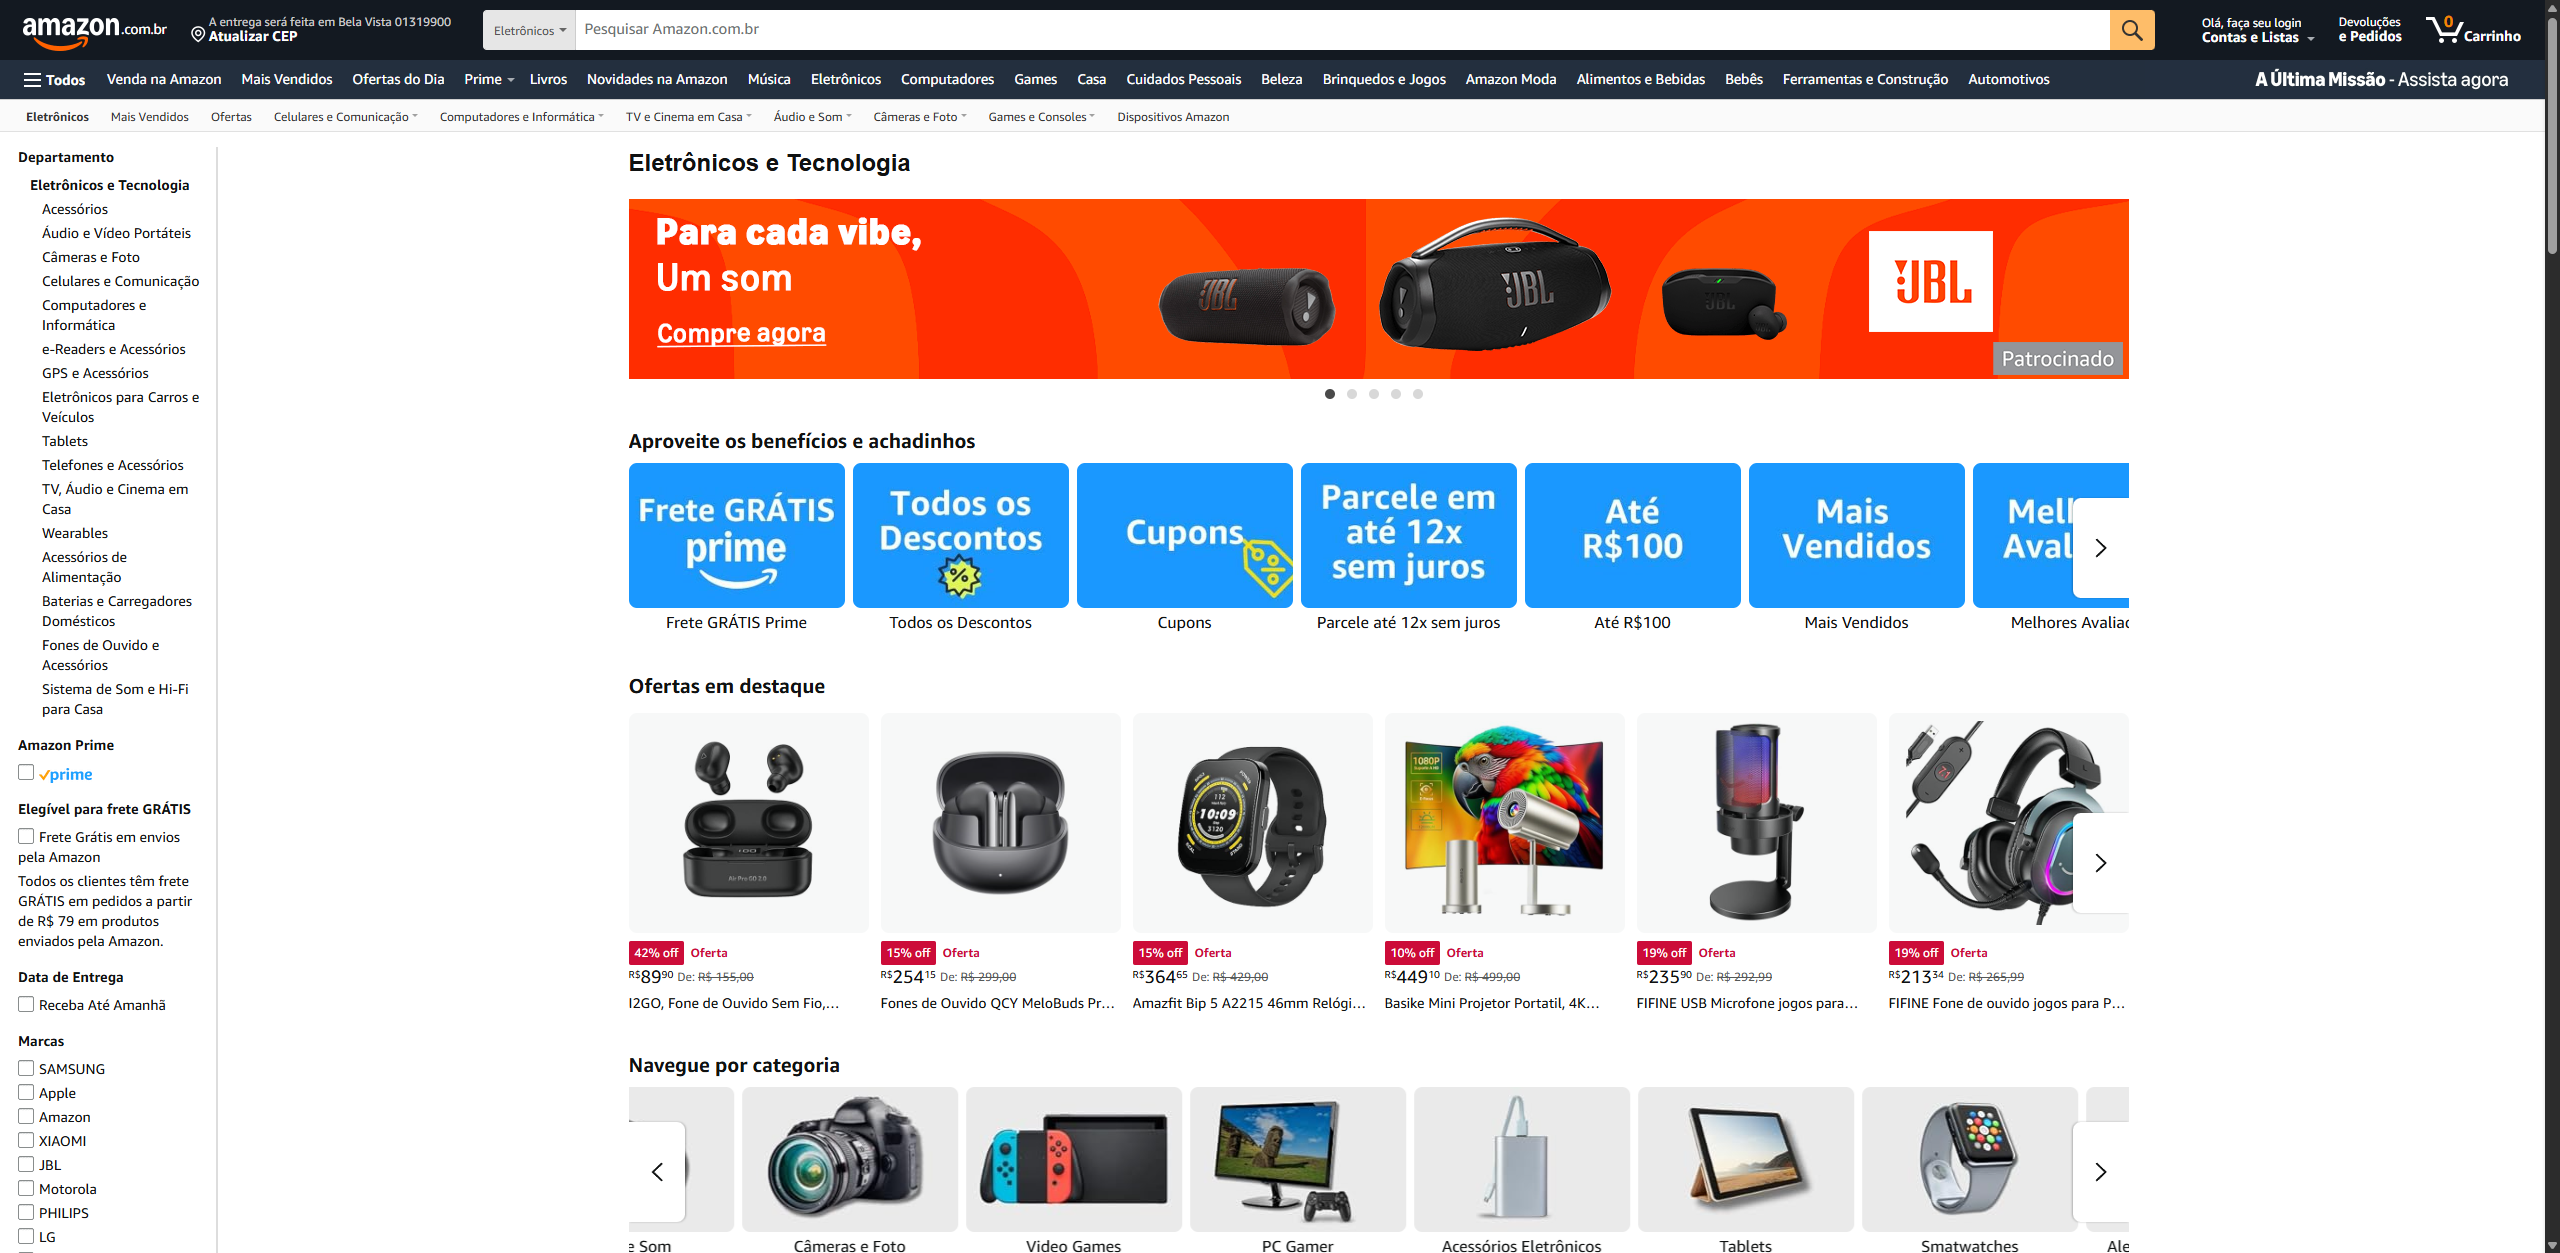 amazon.com.br
A entrega será feita em Bela Vista 01319900
Atualizar CEP
Eletrônicos
Pesquisar Amazon.com.br
Olá, faça seu login
Contas e Listas
Devoluções
e Pedidos
0
Carrinho
Todos
Venda na Amazon
Mais Vendidos
Ofertas do Dia
Prime
Livros
Novidades na Amazon
Música
Eletrônicos
Computadores
Games
Casa
Cuidados Pessoais
Beleza
Brinquedos e Jogos
Amazon Moda
Alimentos e Bebidas
Bebês
Ferramentas e Construção
Automotivos
A Última Missão - Assista agora
Eletrônicos
Mais Vendidos
Ofertas
Celulares e Comunicação
Computadores e Informática
TV e Cinema em Casa
Áudio e Som
Câmeras e Foto
Games e Consoles
Dispositivos Amazon
Departamento
Eletrônicos e Tecnologia
Acessórios
Áudio e Vídeo Portáteis
Câmeras e Foto
Celulares e Comunicação
Computadores e
Informática
e-Readers e Acessórios
GPS e Acessórios
Eletrônicos para Carros e
Veículos
Tablets
Telefones e Acessórios
TV, Áudio e Cinema em
Casa
Wearables
Acessórios de
Alimentação
Baterias e Carregadores
Domésticos
Fones de Ouvido e
Acessórios
Sistema de Som e Hi-Fi
para Casa
Amazon Prime
prime
Elegível para frete GRÁTIS
Frete Grátis em envios
pela Amazon
Todos os clientes têm frete
GRÁTIS em pedidos a partir
de R$ 79 em produtos
enviados pela Amazon.
Data de Entrega
Receba Até Amanhã
Marcas
SAMSUNG
Apple
Amazon
XIAOMI
JBL
Motorola
PHILIPS
LG
Eletrônicos e Tecnologia
Para cada vibe,
Um som
Compre agora
JBL
JBL
JBL
JBL
Patrocinado
Aproveite os benefícios e achadinhos
Frete GRÁTIS
prime
Todos os
Descontos
%
Cupons
%
Parcele em
até 12x
sem juros
Até
R$100
Mais
Vendidos
Mel
Aval
Frete GRÁTIS Prime
Todos os Descontos
Cupons
Parcele até 12x sem juros
Até R$100
Mais Vendidos
Melhores Avaliad
Ofertas em destaque
Air Pro GO 2.0
10:09
3120
1080P
7.1
42% off Oferta
R$8990 De: R$ 155,00
I2GO, Fone de Ouvido Sem Fio,…
15% off Oferta
R$25415 De: R$ 299,00
Fones de Ouvido QCY MeloBuds Pr…
15% off Oferta
R$36465 De: R$ 429,00
Amazfit Bip 5 A2215 46mm Relógi…
10% off Oferta
R$44910 De: R$ 499,00
Basike Mini Projetor Portatil, 4K…
19% off Oferta
R$23590 De: R$ 292,99
FIFINE USB Microfone jogos para…
19% off Oferta
R$21334 De: R$ 265,99
FIFINE Fone de ouvido jogos para P…
Navegue por categoria
e Som
Câmeras e Foto
Video Games
PC Gamer
Acessórios Eletrônicos
Tablets
Smatwatches
Ale